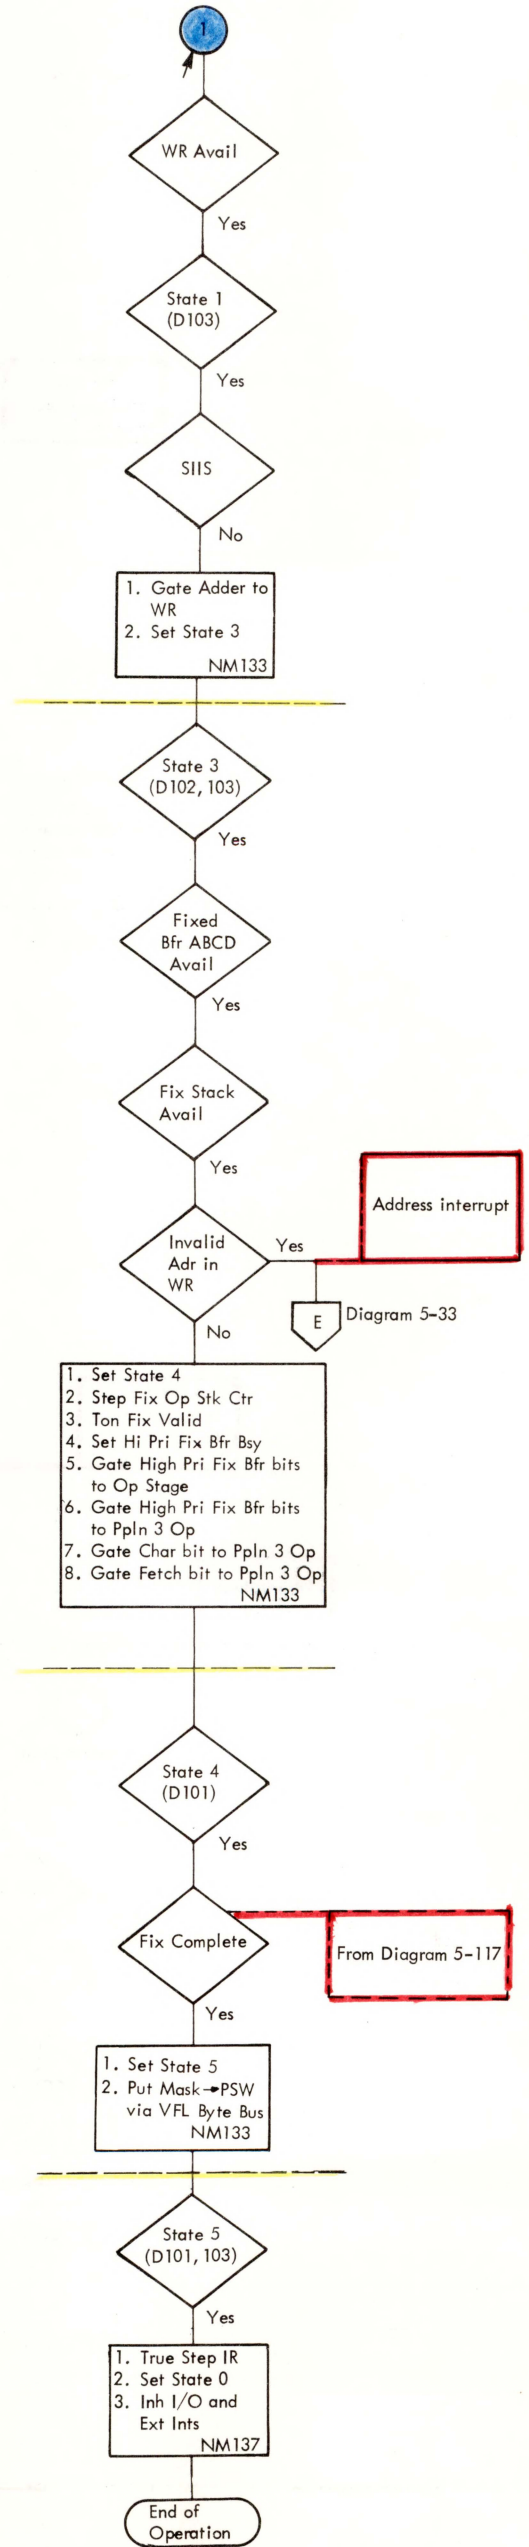 1
WR Avail
Yes
State 1
(D103)
Yes
SIIS
No
1. Gate Adder to
WR
2. Set State 3
NM133
State 3
(D102, 103)
Yes
Fixed
Bfr ABCD
Avail
Yes
Fix Stack
Avail
Yes
Address interrupt
Invalid
Adr in
WR
Yes
E
Diagram 5-33
No
1. Set State 4
2. Step Fix Op Stk Ctr
3. Ton Fix Valid
4. Set Hi Pri Fix Bfr Bsy
5. Gate High Pri Fix Bfr bits
to Op Stage
6. Gate High Pri Fix Bfr bits
to Ppln 3 Op
7. Gate Char bit to Ppln 3 Op
8. Gate Fetch bit to Ppln 3 Op
NM133
State 4
(D101)
Yes
Fix Complete
From Diagram 5-117
Yes
1. Set State 5
2. Put Mask→PSW
via VFL Byte Bus
NM133
State 5
(D101, 103)
Yes
1. True Step IR
2. Set State 0
3. Inh I/O and
Ext Ints
NM137
End of
Operation